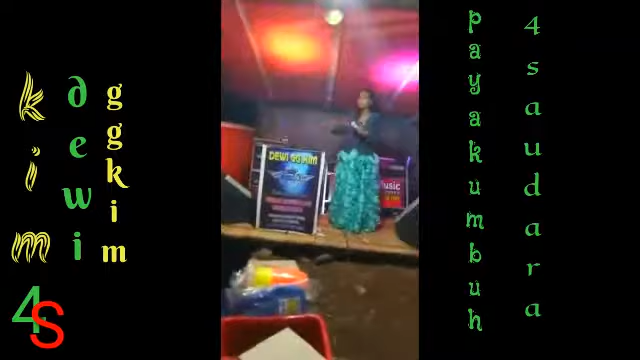 kim
dewi
ggkim
4S
DEWI GG KIM
Music
payakumbuh
4saudara